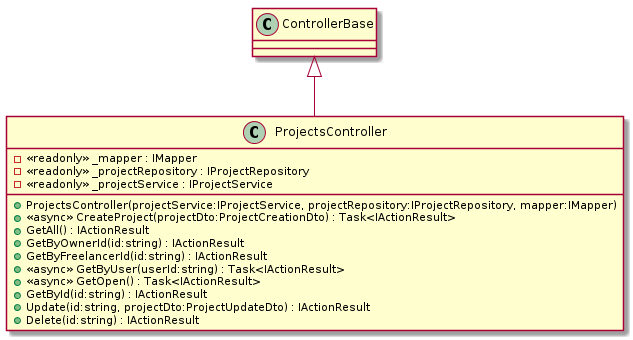 C ControllerBase
C ProjectsController
«readonly» _mapper : IMapper
«readonly» _projectRepository : IProjectRepository
«readonly» _projectService : IProjectService
ProjectsController(projectService:IProjectService, projectRepository:IProjectRepository, mapper:IMapper)
«async» CreateProject(projectDto:ProjectCreationDto) : Task<IActionResult>
GetAll() : IActionResult
GetByOwnerId(id:string) : IActionResult
GetByFreelancerId(id:string) : IActionResult
«async» GetByUser(userId:string) : Task<IActionResult>
«async» GetOpen() : Task<IActionResult>
GetById(id:string) : IActionResult
Update(id:string, projectDto:ProjectUpdateDto) : IActionResult
Delete(id:string) : IActionResult